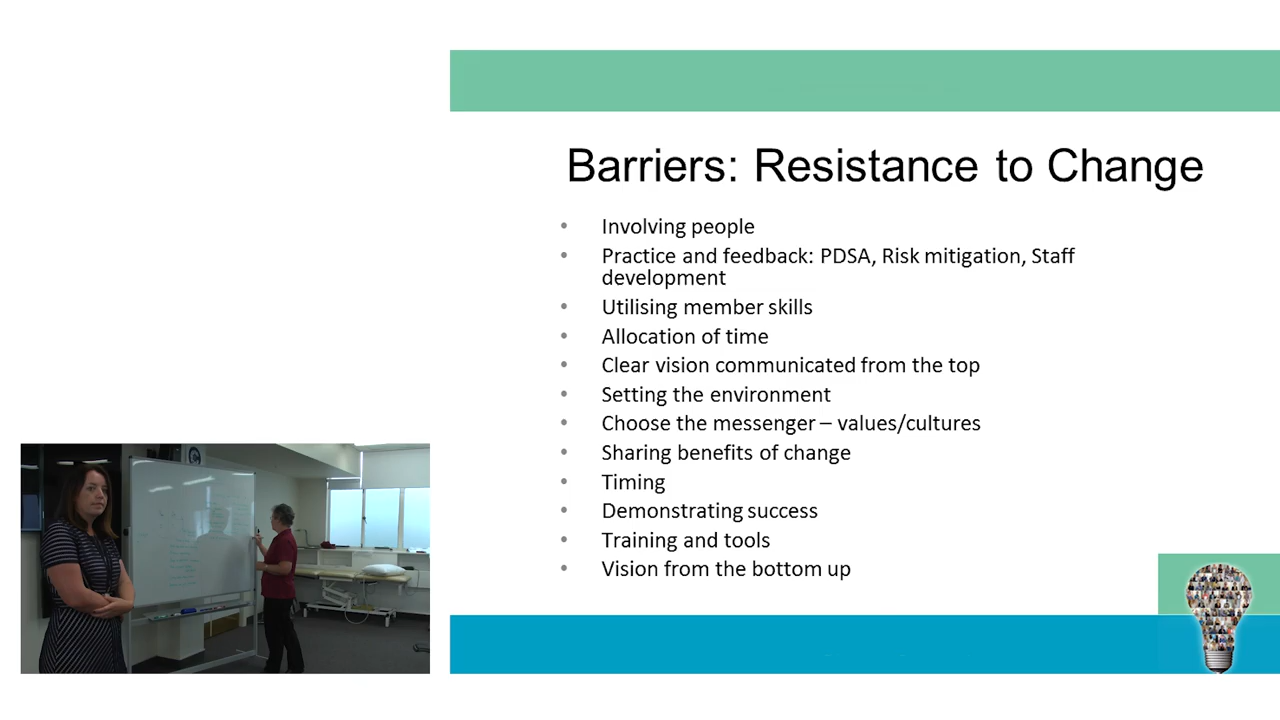 Barriers: Resistance to Change
• Involving people
• Practice and feedback: PDSA, Risk mitigation, Staff
development
• Utilising member skills
• Allocation of time
• Clear vision communicated from the top
• Setting the environment
• Choose the messenger – values/cultures
• Sharing benefits of change
• Timing
• Demonstrating success
• Training and tools
• Vision from the bottom up